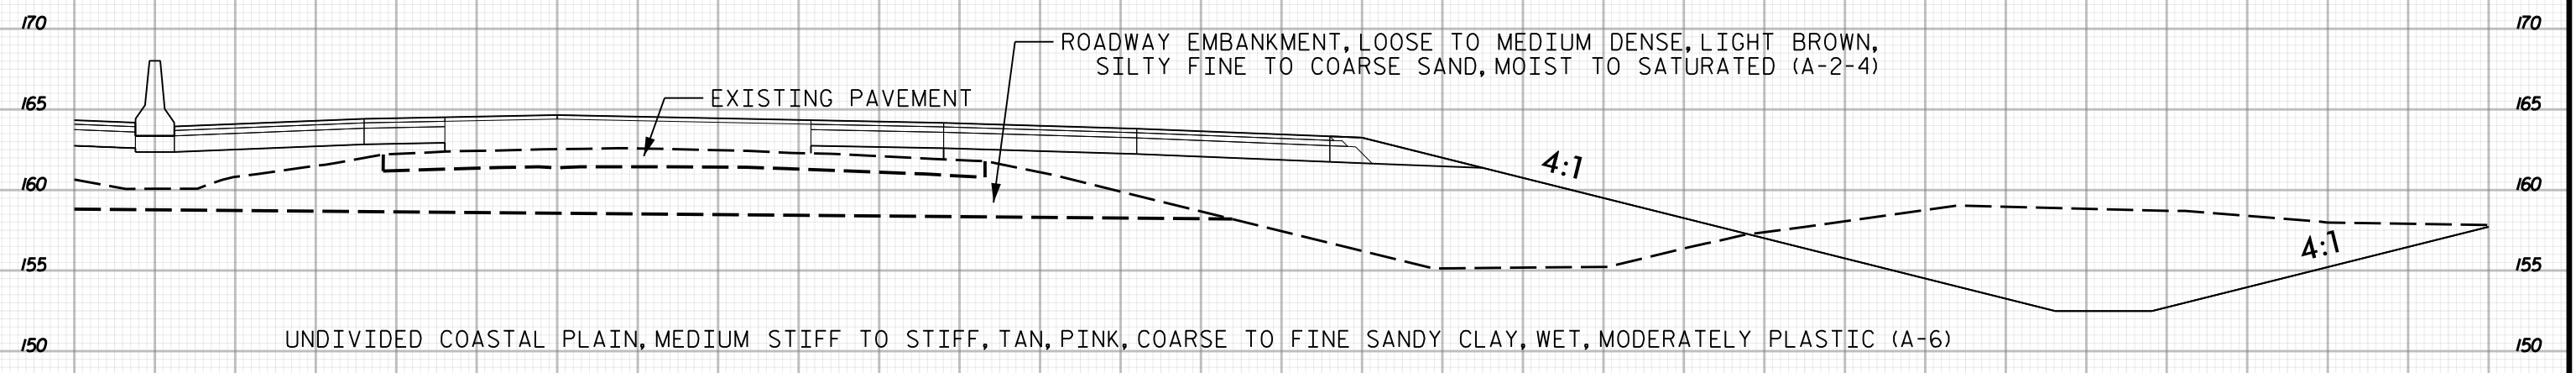 170 170
ROADWAY EMBANKMENT, LOOSE TO MEDIUM DENSE, LIGHT BROWN,
SILTY FINE TO COARSE SAND, MOIST TO SATURATED (A-2-4)
EXISTING PAVEMENT
165 165
4:1
160 160
4:1
155 155
UNDIVIDED COASTAL PLAIN, MEDIUM STIFF TO STIFF, TAN, PINK, COARSE TO FINE SANDY CLAY, WET, MODERATELY PLASTIC (A-6)
150 150